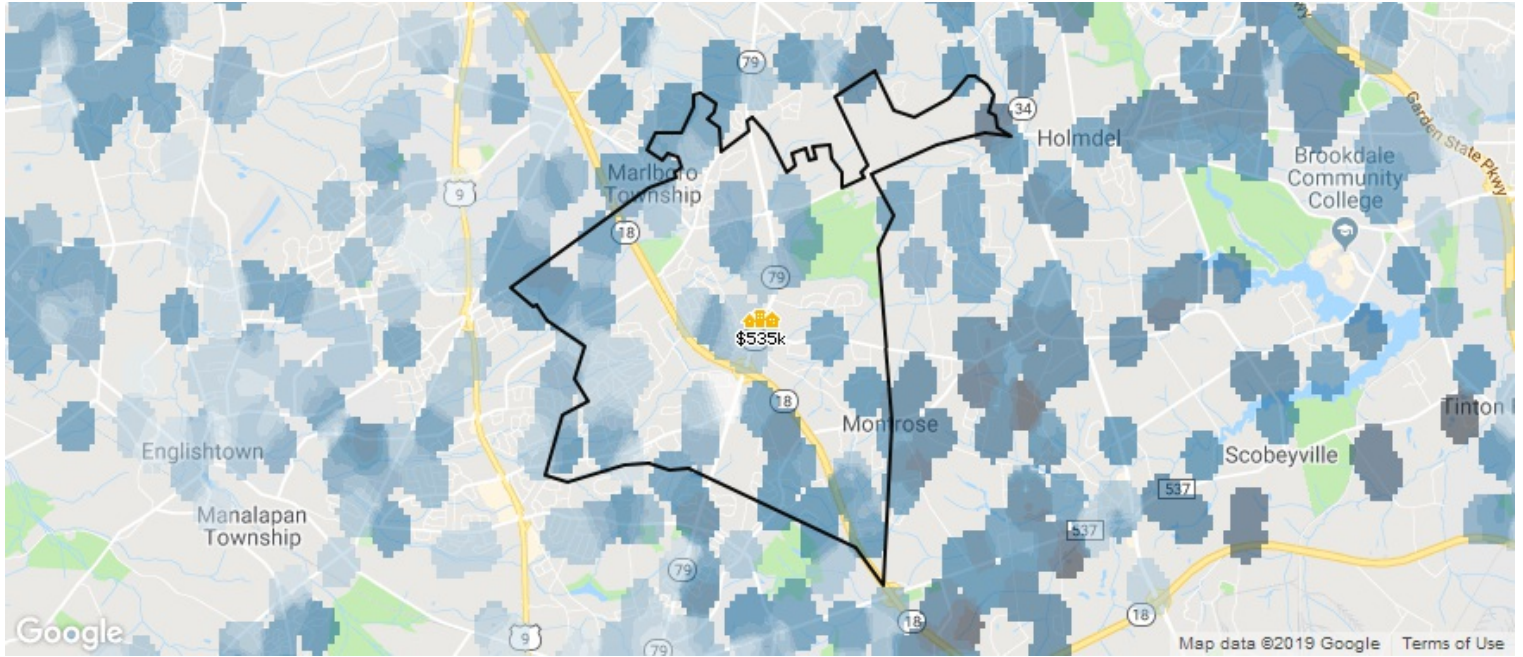 79
34
Holmdel
Garden State Pkwy
Brookdale
Community
College
Marlboro
Township
9
18
79
$535k
18
Montrose
Tinton
Englishtown
Scobeyville
537
Manalapan
Township
537
79
18
18
9
79
Google
Map data ©2019 Google
Terms of Use